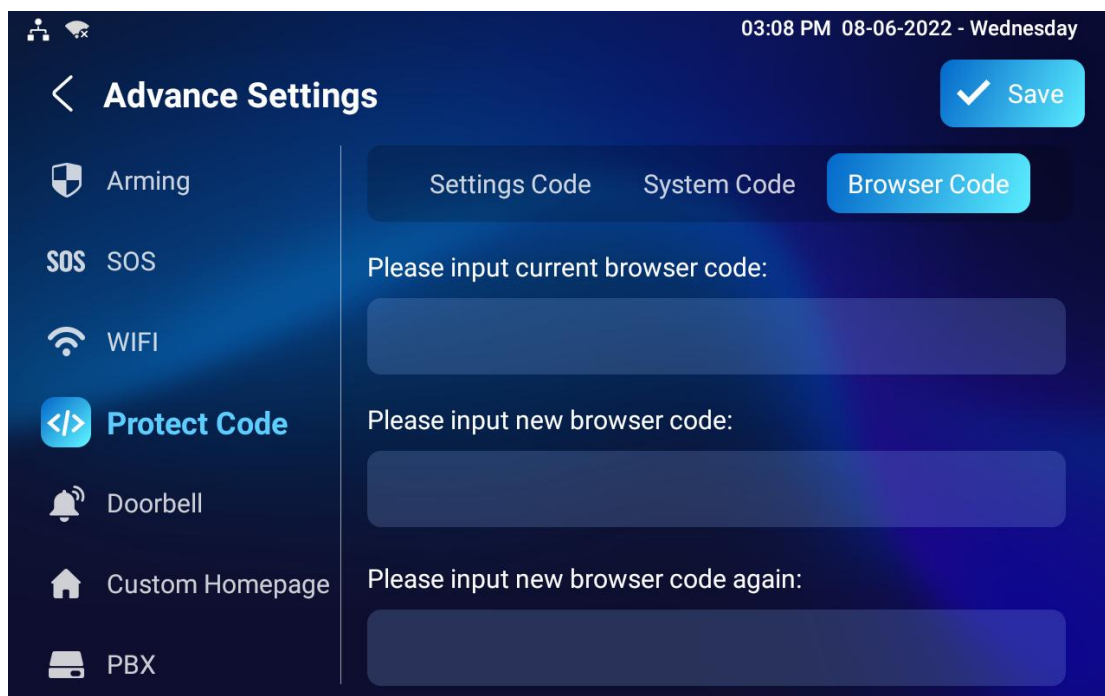 03:08 PM 08-06-2022 - Wednesday
Advance Settings
Save
Arming
SOS SOS
WIFI
</> Protect Code
Doorbell
Custom Homepage
PBX
Settings Code System Code Browser Code
Please input current browser code:
Please input new browser code:
Please input new browser code again: